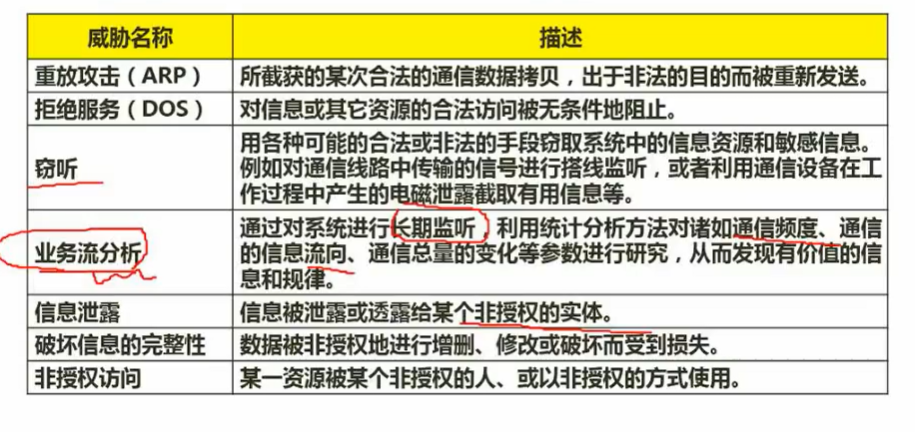 威胁名称 描述
重放攻击（ARP） 所截获的某次合法的通信数据拷贝，出于非法的目的而被重新发送。
拒绝服务（DOS） 对信息或其它资源的合法访问被无条件地阻止。
窃听
用各种可能的合法或非法的手段窃取系统中的信息资源和敏感信息。
例如对通信线路中传输的信号进行搭线监听，或者利用通信设备在工
作过程中产生的电磁泄露截取有用信息等。
业务流分析
通过对系统进行长期监听，利用统计分析方法对诸如通信频度、通信
的信息流向、通信总量的变化等参数进行研究，从而发现有价值的信
息和规律。
信息泄露 信息被泄露或透露给某个非授权的实体。
破坏信息的完整性 数据被非授权地进行增删、修改或破坏而受到损失。
非授权访问 某一资源被某个非授权的人、或以非授权的方式使用。